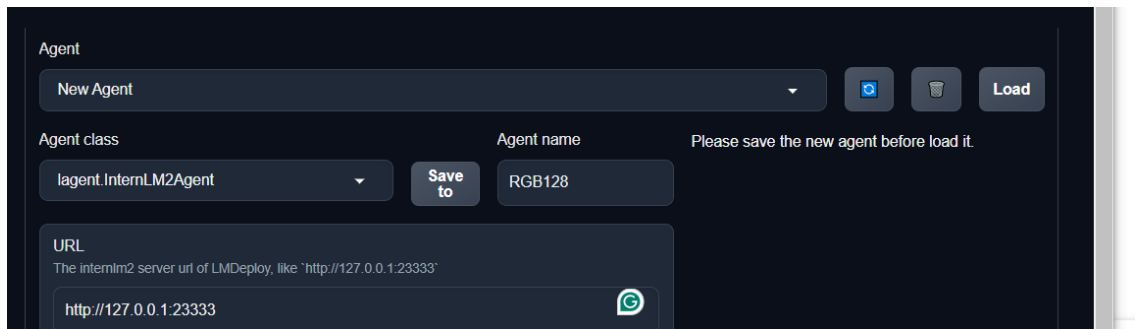 Agent
New Agent
Load
Agent class
Agent name
Please save the new agent before load it.
lagent.InternLM2Agent
Save
to
RGB128
URL
The internlm2 server url of LMDeploy, like `http://127.0.0.1:23333`
http://127.0.0.1:23333